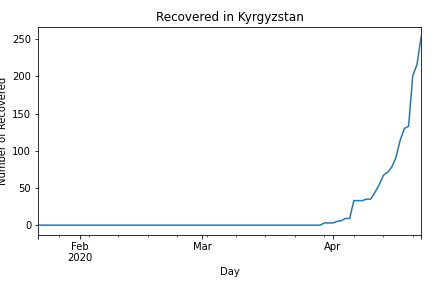 Recovered in Kyrgyzstan
Number of Recovered
250
200
150
100
50
0
Feb
2020
Mar
Apr
Day